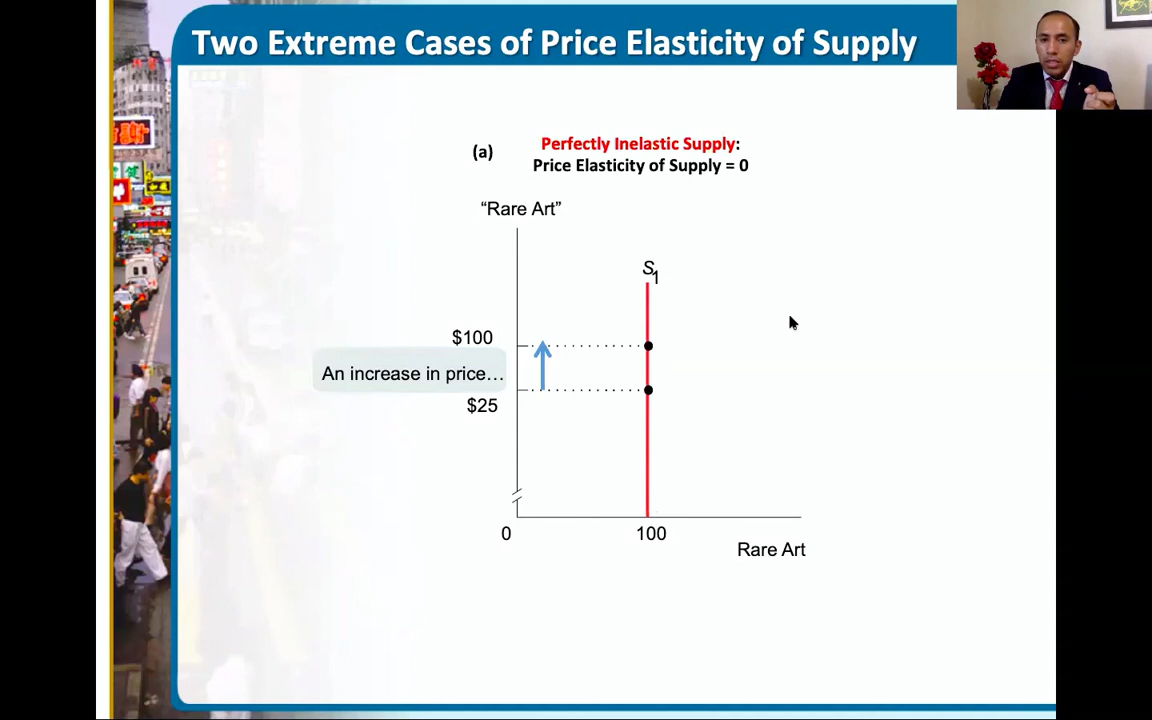 Two Extreme Cases of Price Elasticity of Supply
(a)
Perfectly Inelastic Supply:
Price Elasticity of Supply = 0
“Rare Art”
S1
$100
An increase in price…
$25
0
100
Rare Art